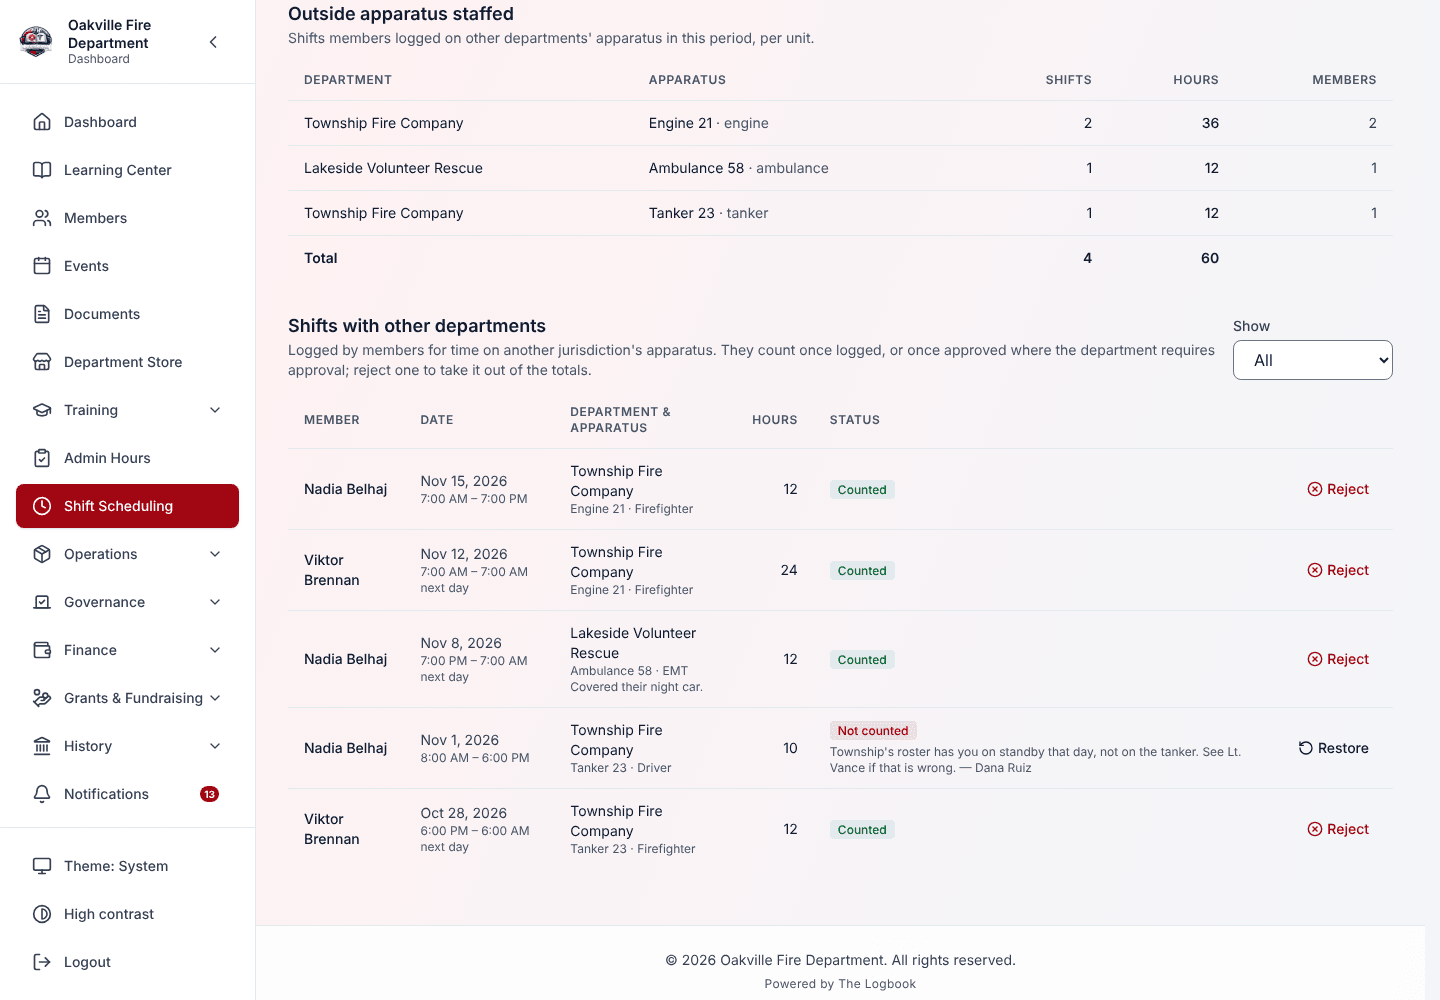 Oakville Fire
Department
Dashboard
Dashboard
Learning Center
Members
Events
Documents
Department Store
Training
Admin Hours
Shift Scheduling
Operations
Governance
Finance
Grants & Fundraising
History
Notifications
13
Theme: System
High contrast
Logout
Outside apparatus staffed
Shifts members logged on other departments' apparatus in this period, per unit.
DEPARTMENT APPARATUS SHIFTS HOURS MEMBERS
Township Fire Company Engine 21 · engine 2 36 2
Lakeside Volunteer Rescue Ambulance 58 · ambulance 1 12 1
Township Fire Company Tanker 23 · tanker 1 12 1
Total 4 60
Shifts with other departments
Logged by members for time on another jurisdiction's apparatus. They count once logged, or once approved where the department requires
approval; reject one to take it out of the totals.
Show
All
MEMBER DATE DEPARTMENT & APPARATUS HOURS STATUS
Nadia Belhaj
Nov 15, 2026
7:00 AM – 7:00 PM
Township Fire
Company
Engine 21 · Firefighter
12
Counted
Reject
Viktor
Brennan
Nov 12, 2026
7:00 AM – 7:00 AM
next day
Township Fire
Company
Engine 21 · Firefighter
24
Counted
Reject
Nadia Belhaj
Nov 8, 2026
7:00 PM – 7:00 AM
next day
Lakeside Volunteer
Rescue
Ambulance 58 · EMT
Covered their night car.
12
Counted
Reject
Nadia Belhaj
Nov 1, 2026
8:00 AM – 6:00 PM
Township Fire
Company
Tanker 23 · Driver
10
Not counted
Township's roster has you on standby that day, not on the tanker. See Lt.
Vance if that is wrong. — Dana Ruiz
Restore
Viktor
Brennan
Oct 28, 2026
6:00 PM – 6:00 AM
next day
Township Fire
Company
Tanker 23 · Firefighter
12
Counted
Reject
© 2026 Oakville Fire Department. All rights reserved.
Powered by The Logbook